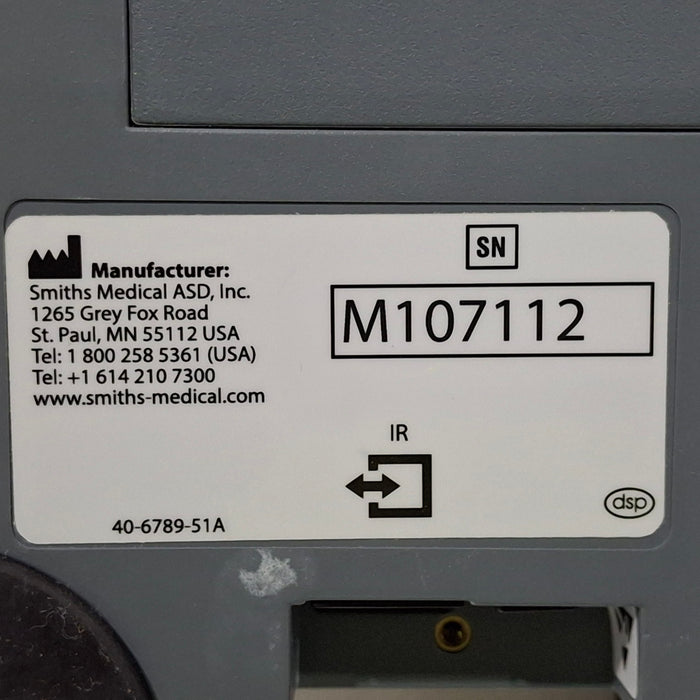 Manufacturer:
Smiths Medical ASD, Inc.
1265 Grey Fox Road
St. Paul, MN 55112 USA
Tel: 1 800 258 5361 (USA)
Tel: +1 614 210 7300
www.smiths-medical.com
40-6789-51A
SN
M107112
IR
dsp